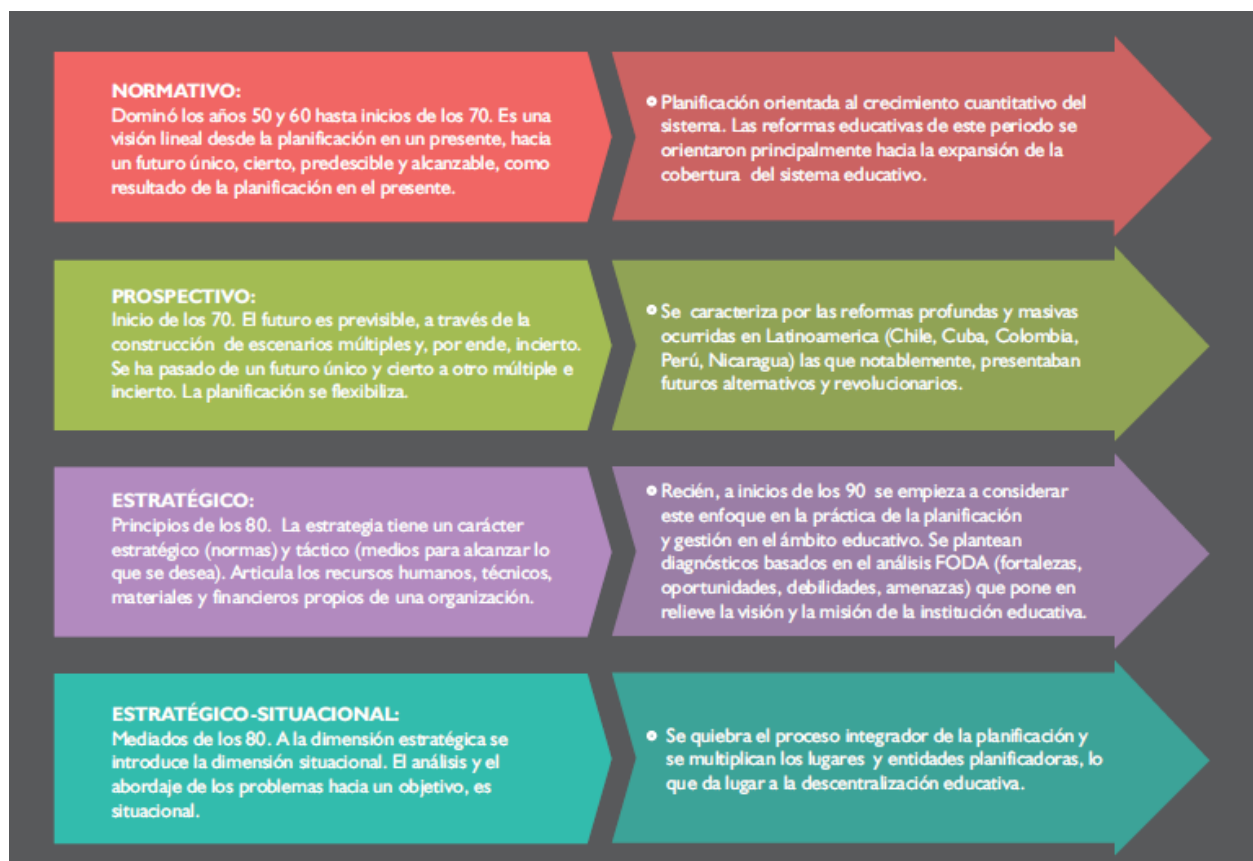 NORMATIVO:
Dominó los años 50 y 60 hasta inicios de los 70. Es una
visión lineal desde la planificación en un presente, hacia
un futuro único, cierto, predescible y alcanzable, como
resultado de la planificación en el presente.
Planificación orientada al crecimiento cuantitativo del
sistema. Las reformas educativas de este periodo se
orientaron principalmente hacia la expansión de la
cobertura del sistema educativo.
PROSPECTIVO:
Inicio de los 70. El futuro es previsible, a través de la
construcción de escenarios múltiples y, por ende, incierto.
Se ha pasado de un futuro único y cierto a otro múltiple e
incierto. La planificación se flexibiliza.
Se caracteriza por las reformas profundas y masivas
ocurridas en Latinoamerica (Chile, Cuba, Colombia,
Perú, Nicaragua) las que notablemente, presentaban
futuros alternativos y revolucionarios.
ESTRATÉGICO:
Principios de los 80. La estrategia tiene un carácter
estratégico (normas) y táctico (medios para alcanzar lo
que se desea). Articula los recursos humanos, técnicos,
materiales y financieros propios de una organización.
Recién, a inicios de los 90 se empieza a considerar
este enfoque en la práctica de la planificación
y gestión en el ámbito educativo. Se plantean
diagnósticos basados en el análisis FODA (fortalezas,
oportunidades, debilidades, amenazas) que pone en
relieve la visión y la misión de la institución educativa.
ESTRATÉGICO-SITUACIONAL:
Mediados de los 80. A la dimensión estratégica se
introduce la dimensión situacional. El análisis y el
abordaje de los problemas hacia un objetivo, es
situacional.
Se quiebra el proceso integrador de la planificación y
se multiplican los lugares y entidades planificadoras, lo
que da lugar a la descentralización educativa.